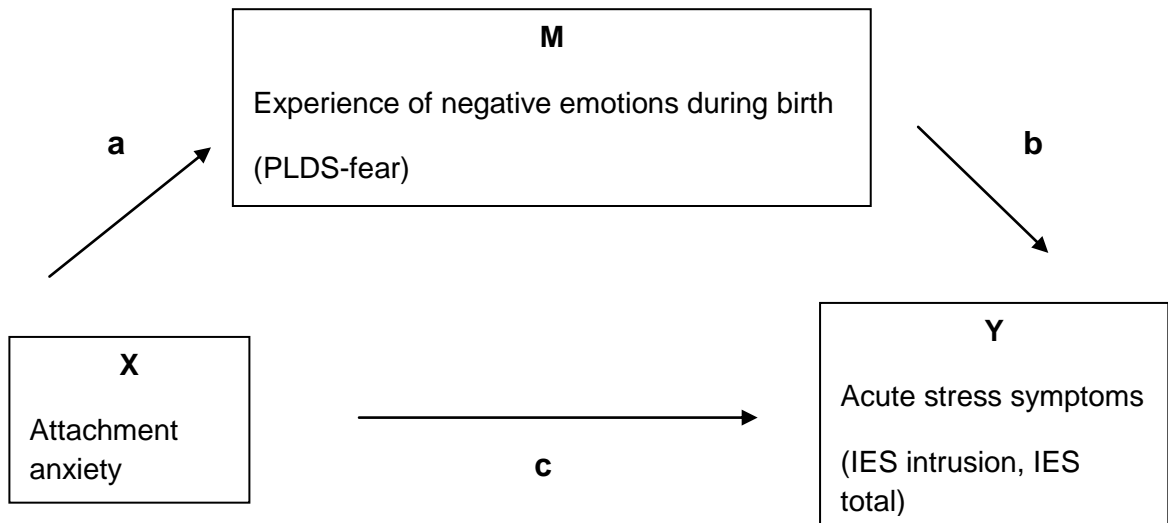 M
Experience of negative emotions during birth
(PLDS-fear)
a
b
X
Attachment
anxiety
c
Y
Acute stress symptoms
(IES intrusion, IES
total)